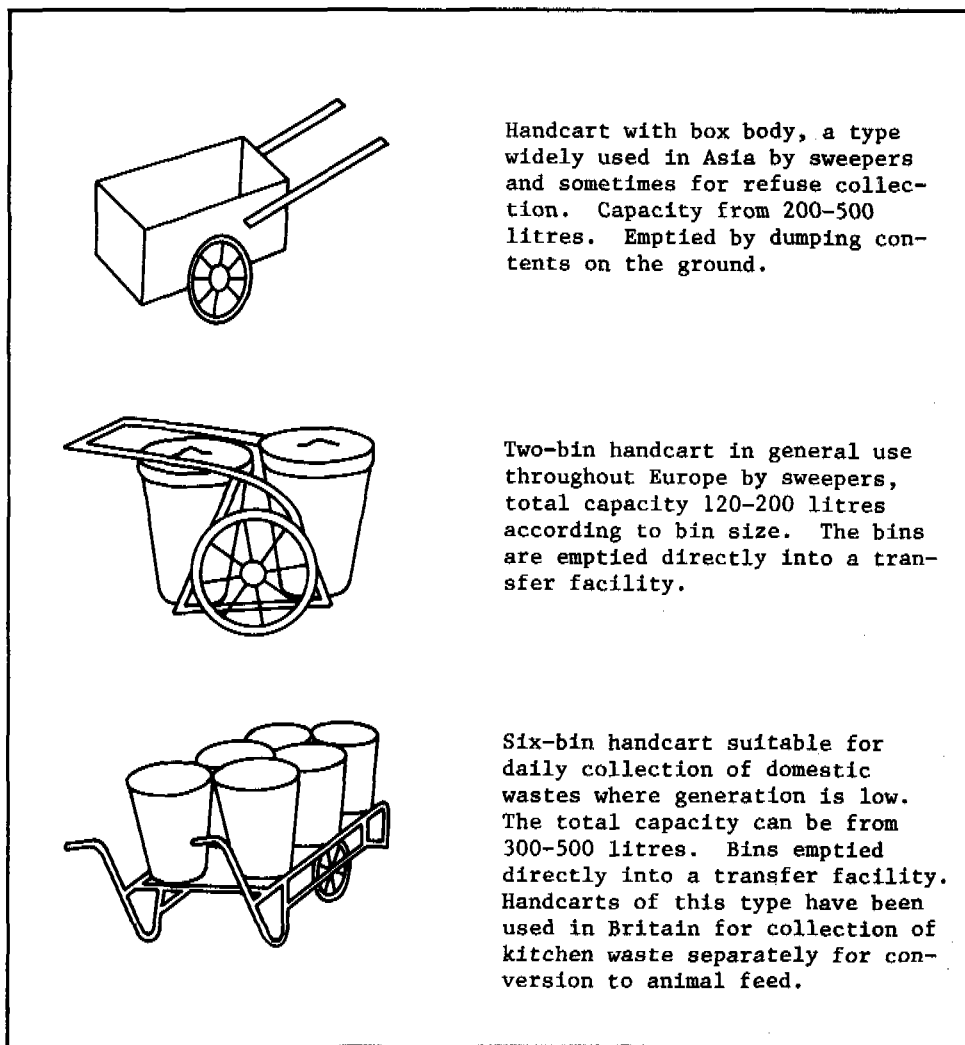 Handcart with box body, a type
widely used in Asia by sweepers
and sometimes for refuse collec-
tion.  Capacity from 200-500
litres.  Emptied by dumping con-
tents on the ground.
Two-bin handcart in general use
throughout Europe by sweepers,
total capacity 120-200 litres
according to bin size.  The bins
are emptied directly into a tran-
sfer facility.
Six-bin handcart suitable for
daily collection of domestic
wastes where generation is low.
The total capacity can be from
300-500 litres.  Bins emptied
directly into a transfer facility.
Handcarts of this type have been
used in Britain for collection of
kitchen waste separately for con-
version to animal feed.